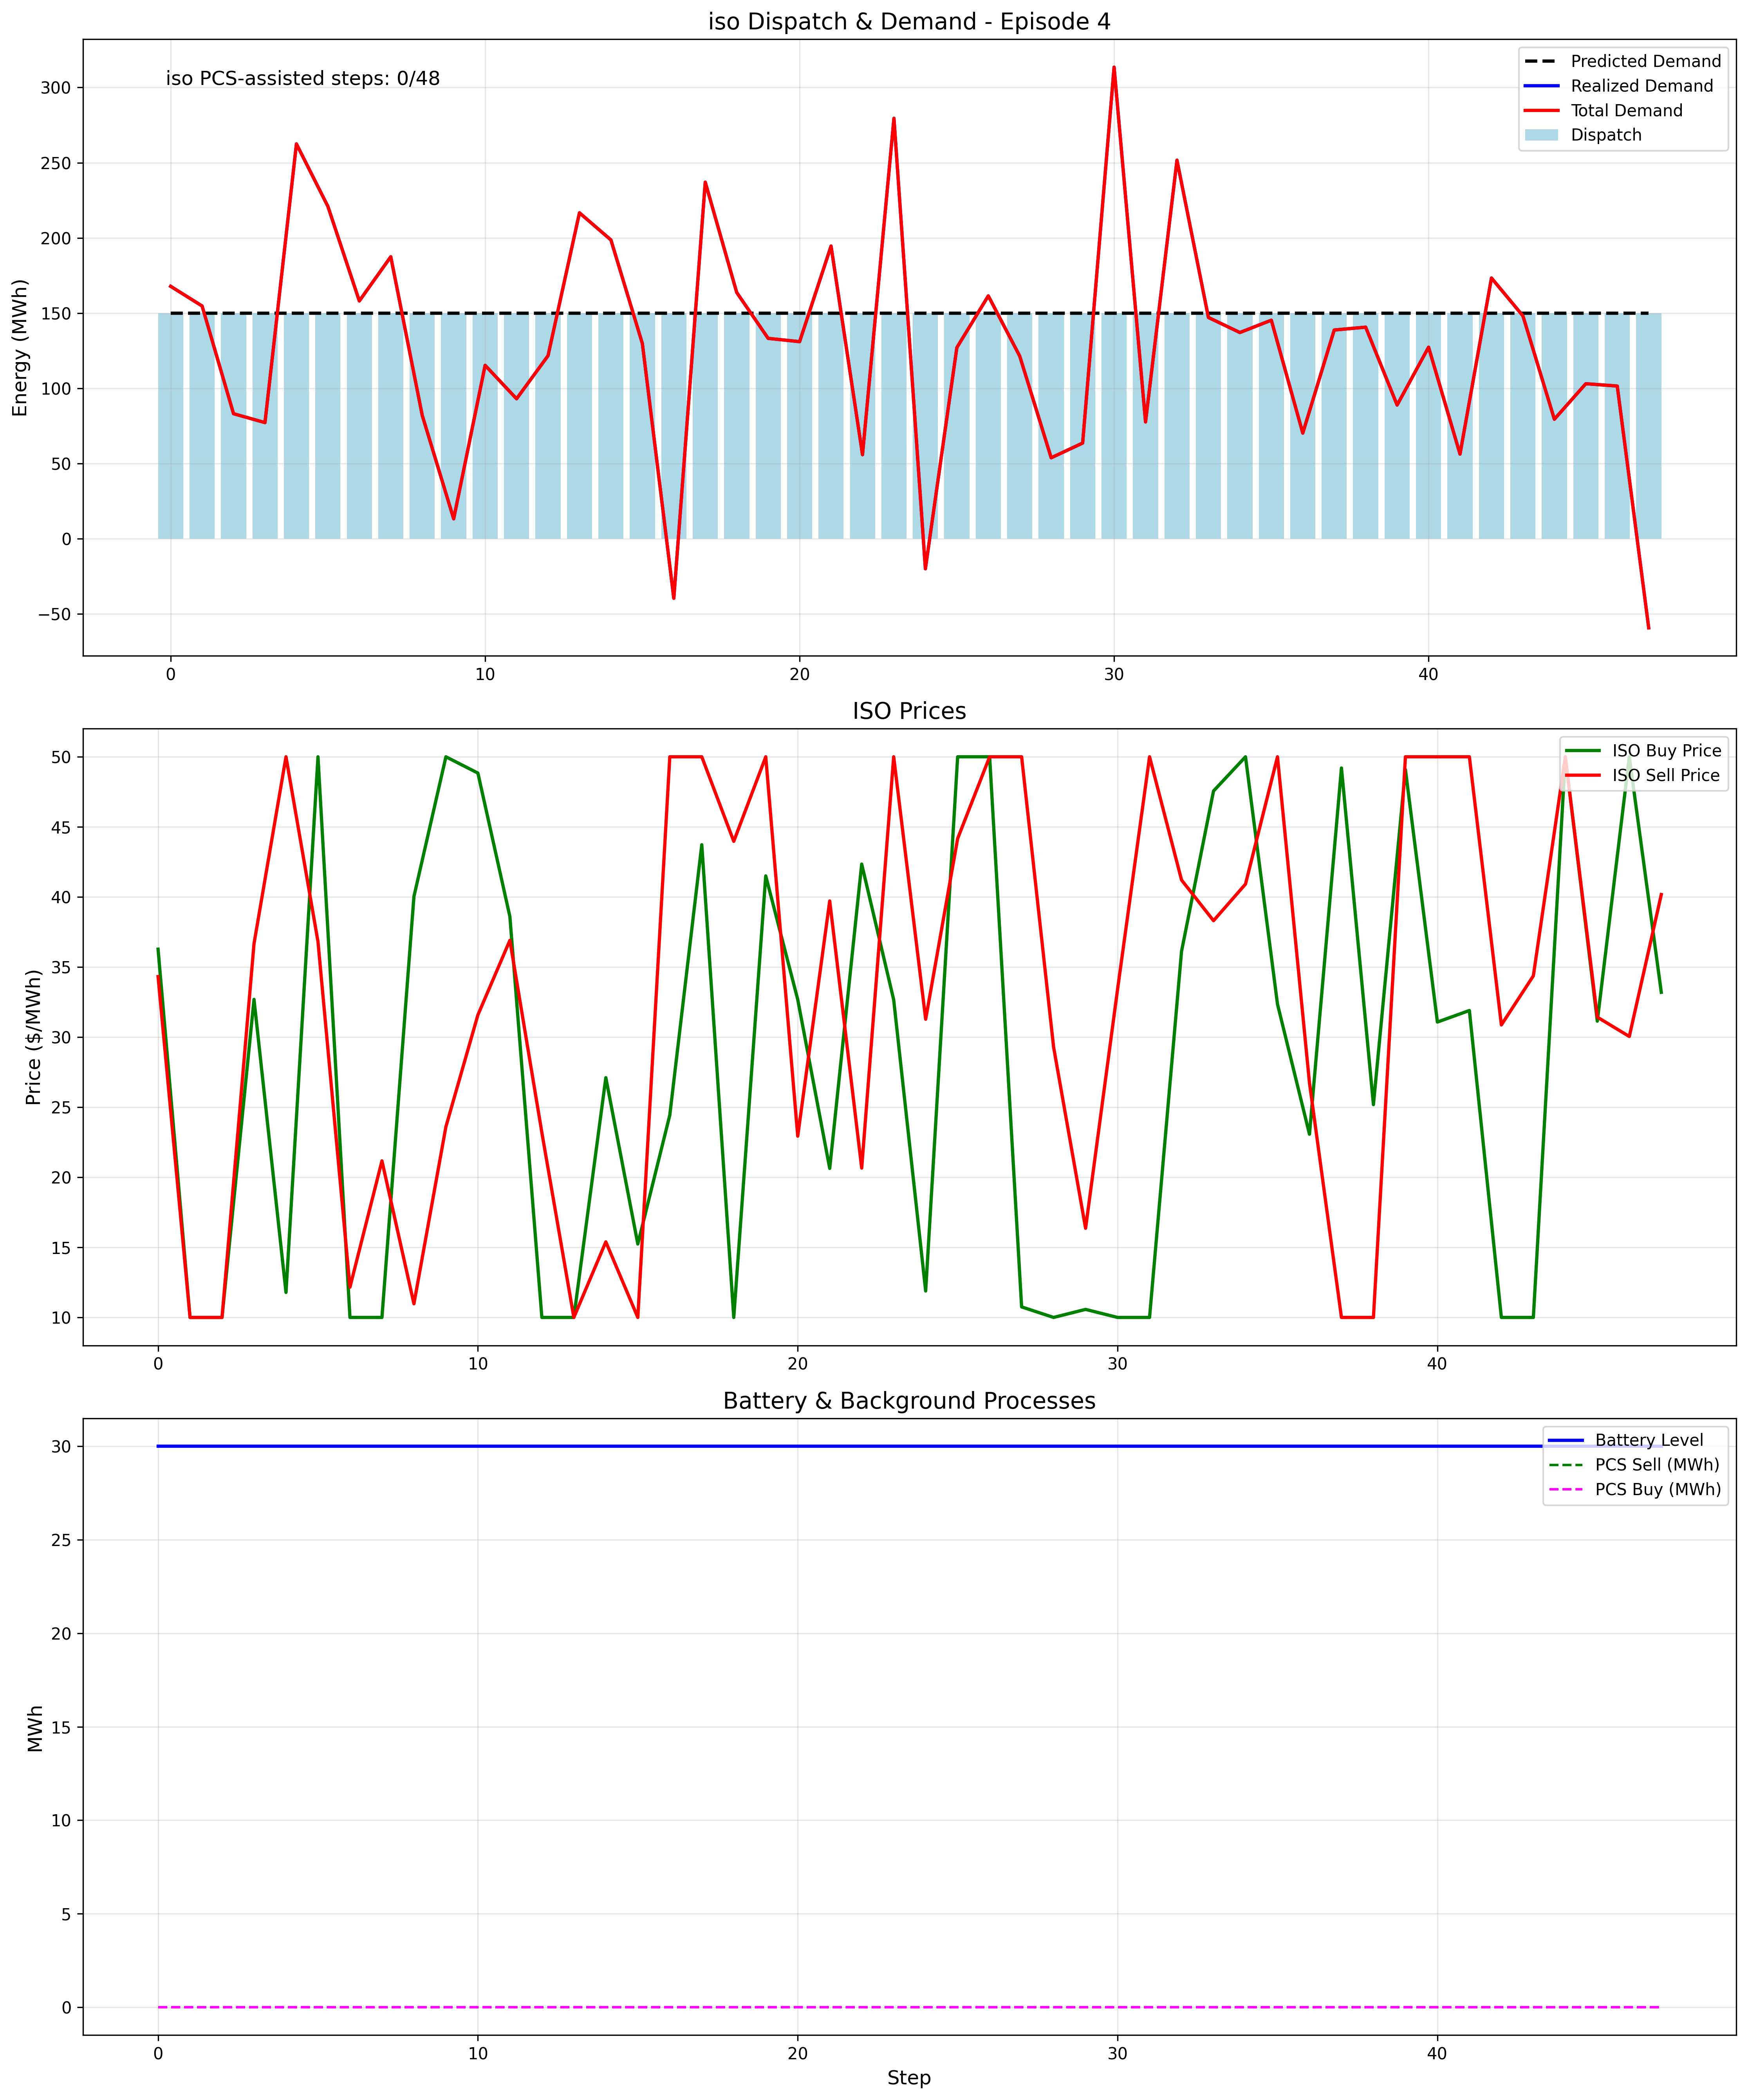 iso Dispatch & Demand - Episode 4
iso PCS-assisted steps: 0/48
Predicted Demand
Realized Demand
Total Demand
Dispatch
Energy (MWh)
300
250
200
150
100
50
0
−50
0
10
20
30
40
ISO Prices
ISO Buy Price
ISO Sell Price
Price ($/MWh)
50
45
40
35
30
25
20
15
10
0
10
20
30
40
Battery & Background Processes
Battery Level
PCS Sell (MWh)
PCS Buy (MWh)
MWh
30
25
20
15
10
5
0
0
10
20
30
40
Step